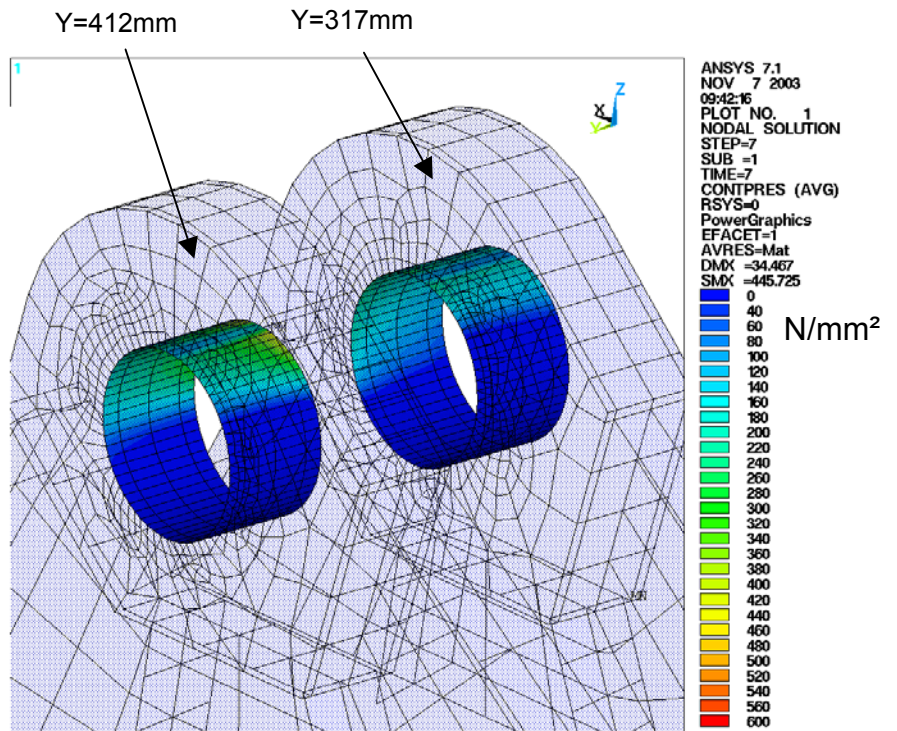 Y=412mm
Y=317mm
1
Z
X
Y
ANSYS 7.1
NOV 7 2003
09:42:16
PLOT NO. 1
NODAL SOLUTION
STEP=7
SUB =1
TIME=7
CONTPRES (AVG)
RSYS=0
PowerGraphics
EFACET=1
AVRES=Mat
DMX =34.467
SMX =445.725
0
40
60
80
100
120
140
160
180
200
220
240
260
280
300
320
340
360
380
400
420
440
460
480
500
520
540
560
600
N/mm²
MN